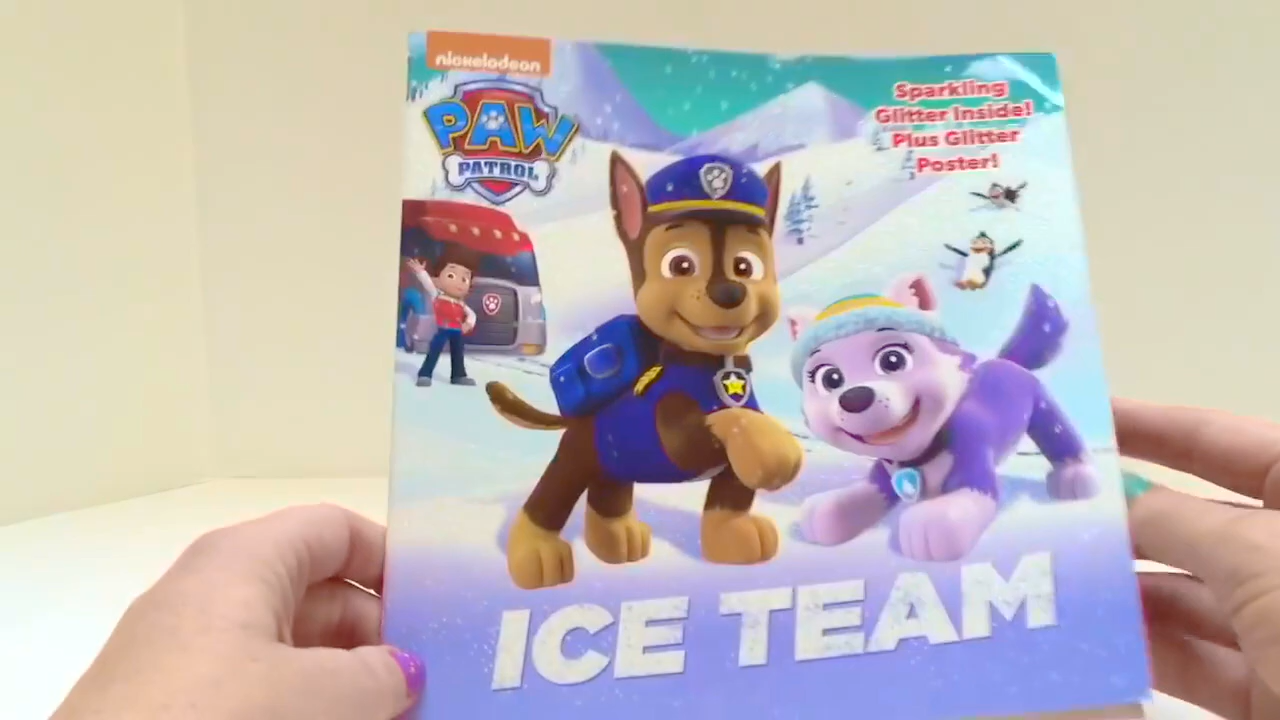 nickelodeon
PAW
PATROL
Sparkling
Glitter Inside!
Plus Glitter
Poster!
ICE TEAM